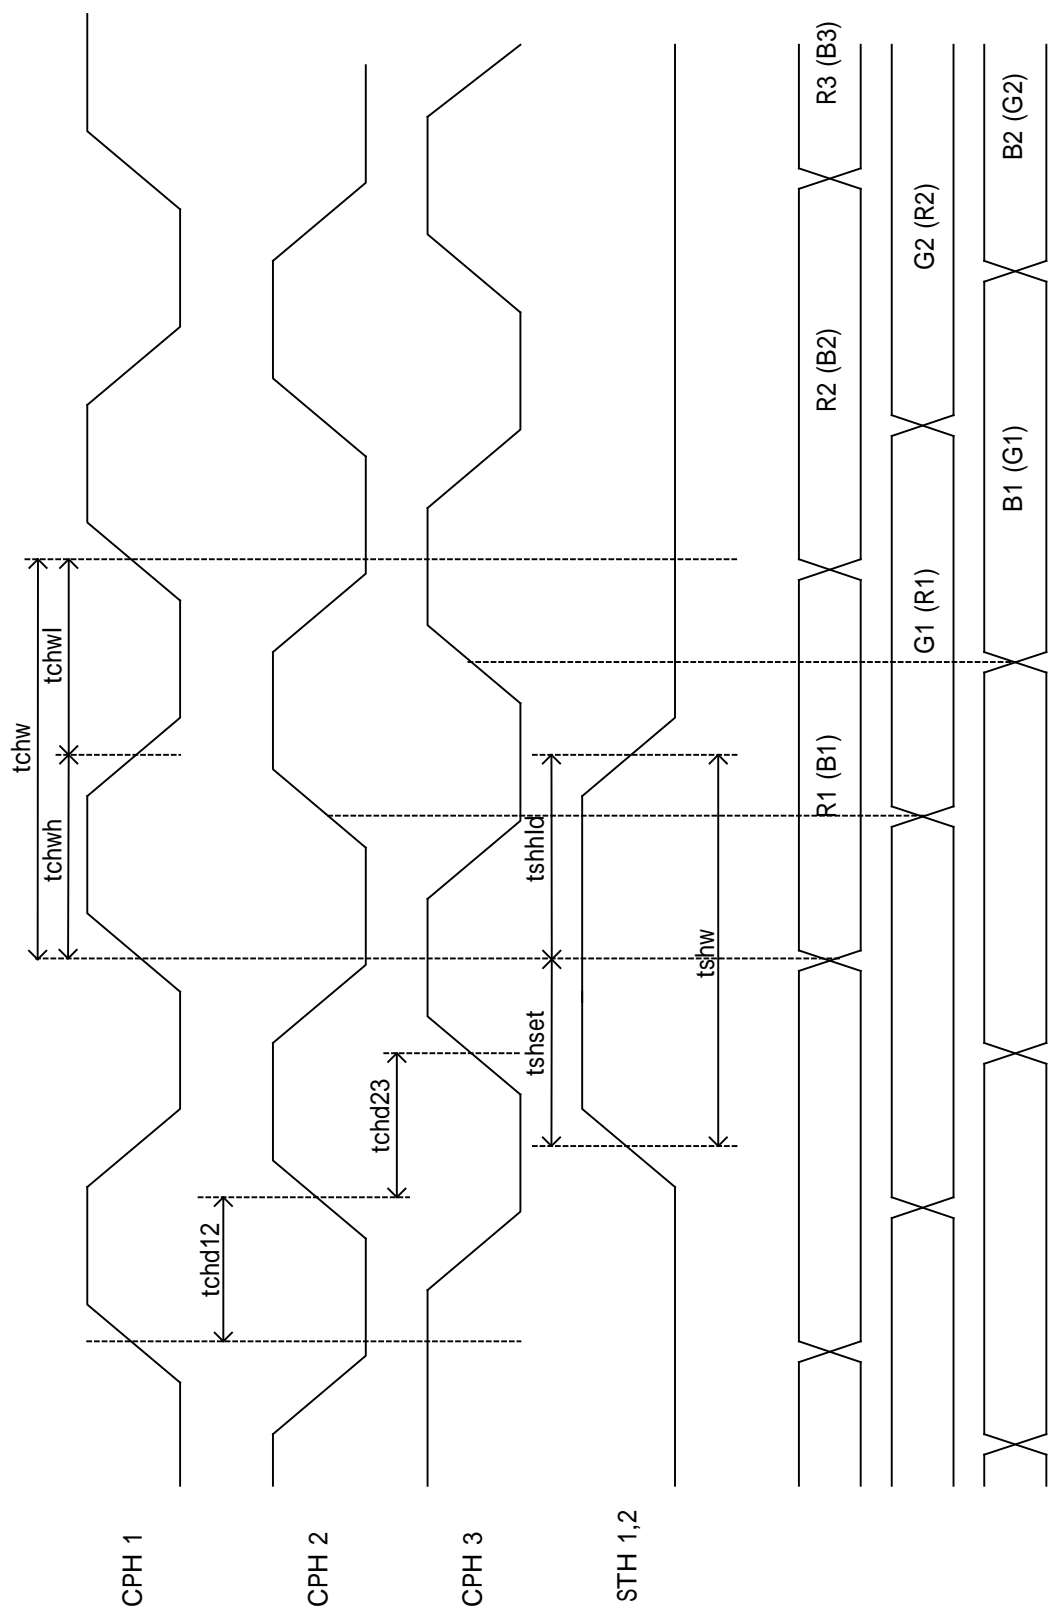 tchw
tchwh
tchwl
CPH 1
tchd12
CPH 2
tchd23
CPH 3
tshset
tshhld
STH 1,2
tshw
R1 (B1)
R2 (B2)
R3 (B3)
G1 (R1)
G2 (R2)
B1 (G1)
B2 (G2)